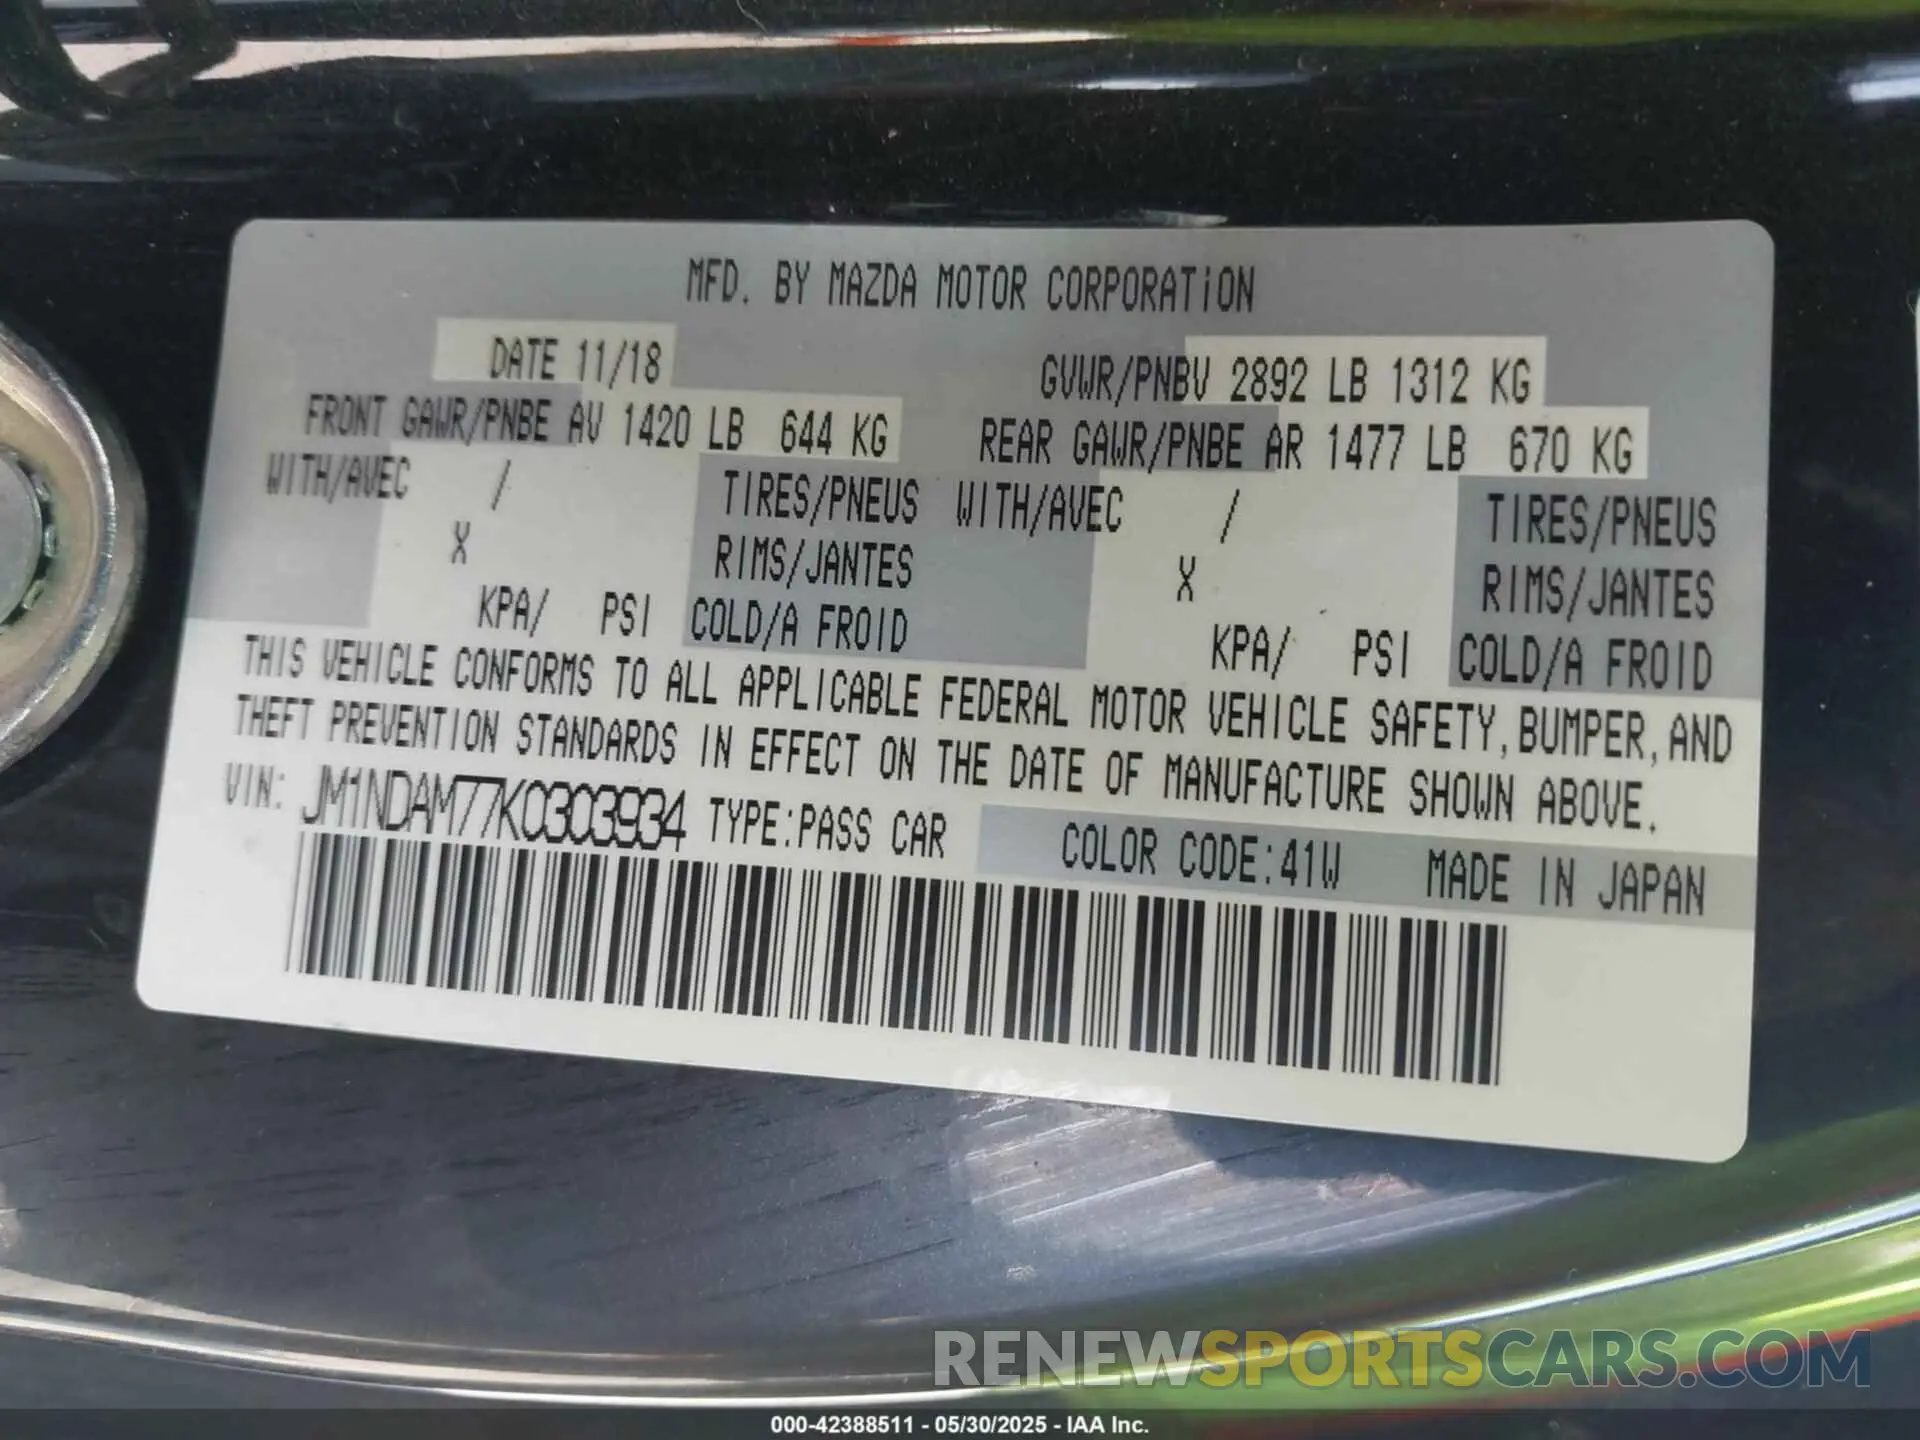 MFD. BY MAZDA MOTOR CORPORATION
DATE 11/18
GVWR/PNBV 2892 LB 1312 KG
FRONT GAWR/PNBE AV 1420 LB 644 KG
REAR GAWR/PNBE AR 1477 LB 670 KG
WITH/AVEC / TIRES/PNEUS WITH/AVEC / TIRES/PNEUS
X RIMS/JANTES X RIMS/JANTES
KPA/ PSI COLD/A FROID KPA/ PSI COLD/A FROID
THIS VEHICLE CONFORMS TO ALL APPLICABLE FEDERAL MOTOR VEHICLE SAFETY, BUMPER, AND
THEFT PREVENTION STANDARDS IN EFFECT ON THE DATE OF MANUFACTURE SHOWN ABOVE.
VIN: JM1NDAM77K0303934 TYPE:PASS CAR COLOR CODE:41W MADE IN JAPAN
RENEWSPORTSCARS.COM
000-42388511 - 05/30/2025 - IAA Inc.